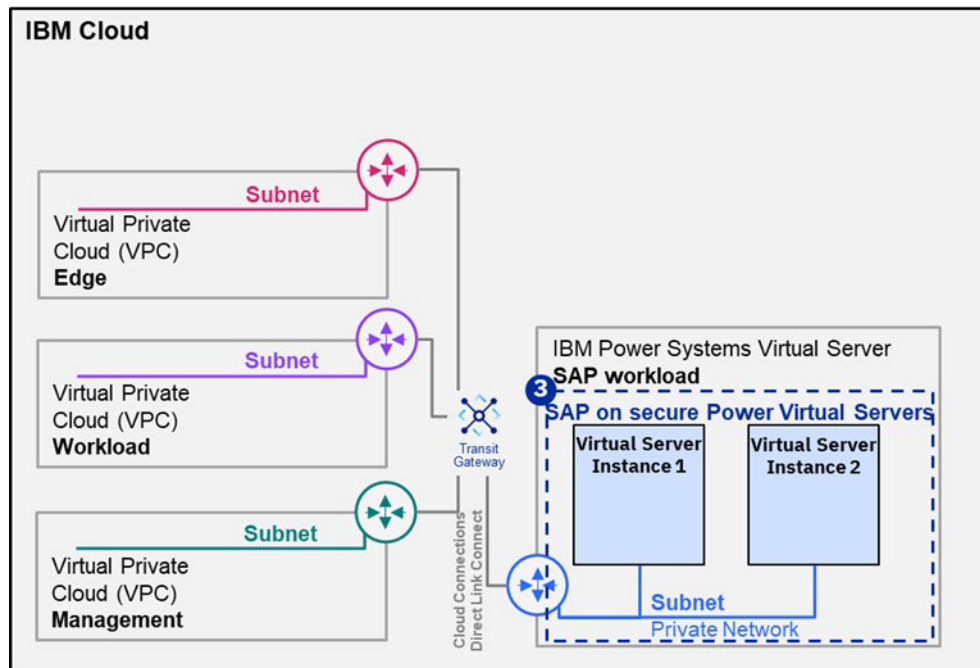 IBM Cloud
Subnet
Virtual Private
Cloud (VPC)
Edge
Subnet
Virtual Private
Cloud (VPC)
Workload
Subnet
Virtual Private
Cloud (VPC)
Management
Transit
Gateway
Cloud Connections
Direct Link Connect
IBM Power Systems Virtual Server
SAP workload
3
SAP on secure Power Virtual Servers
Virtual Server
Instance 1
Virtual Server
Instance 2
Subnet
Private Network